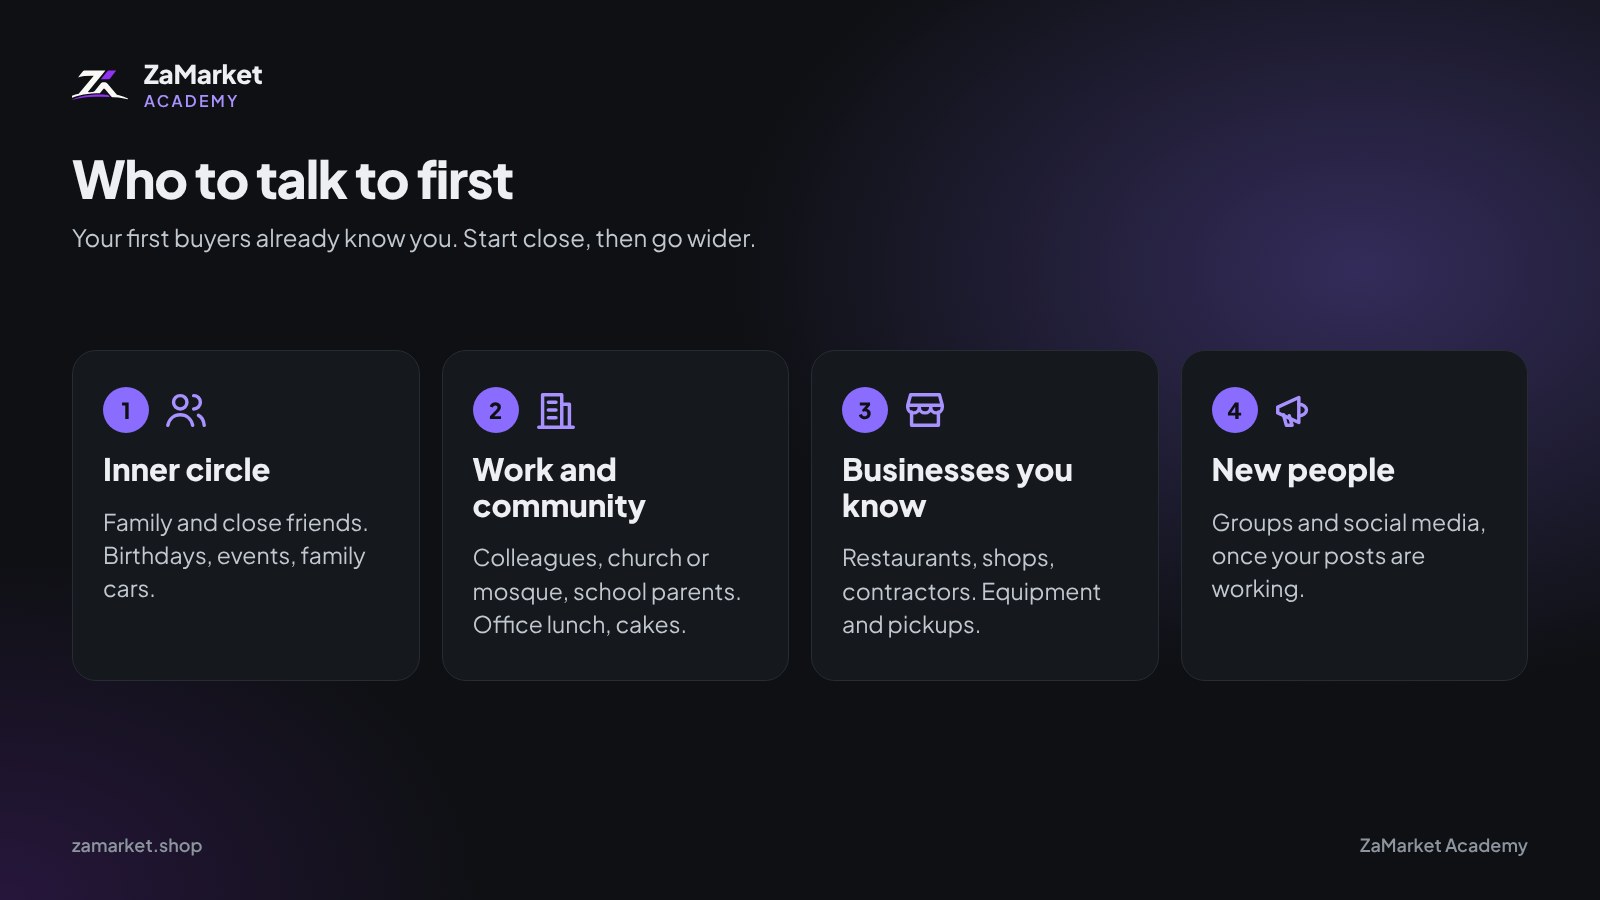 ZaMarket
ACADEMY
Who to talk to first
Your first buyers already know you. Start close, then go wider.
1
Inner circle
Family and close friends.
Birthdays, events, family
cars.
2
Work and
community
Colleagues, church or
mosque, school parents.
Office lunch, cakes.
3
Businesses you
know
Restaurants, shops,
contractors. Equipment
and pickups.
4
New people
Groups and social media,
once your posts are
working.
zamarket.shop
ZaMarket Academy